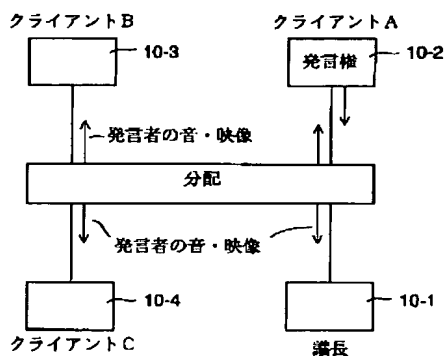 クライアントB
クライアントA
10-3
発言権
10-2
発言者の音・映像
分配
発言者の音・映像
10-4
10-1
クライアントC
議長